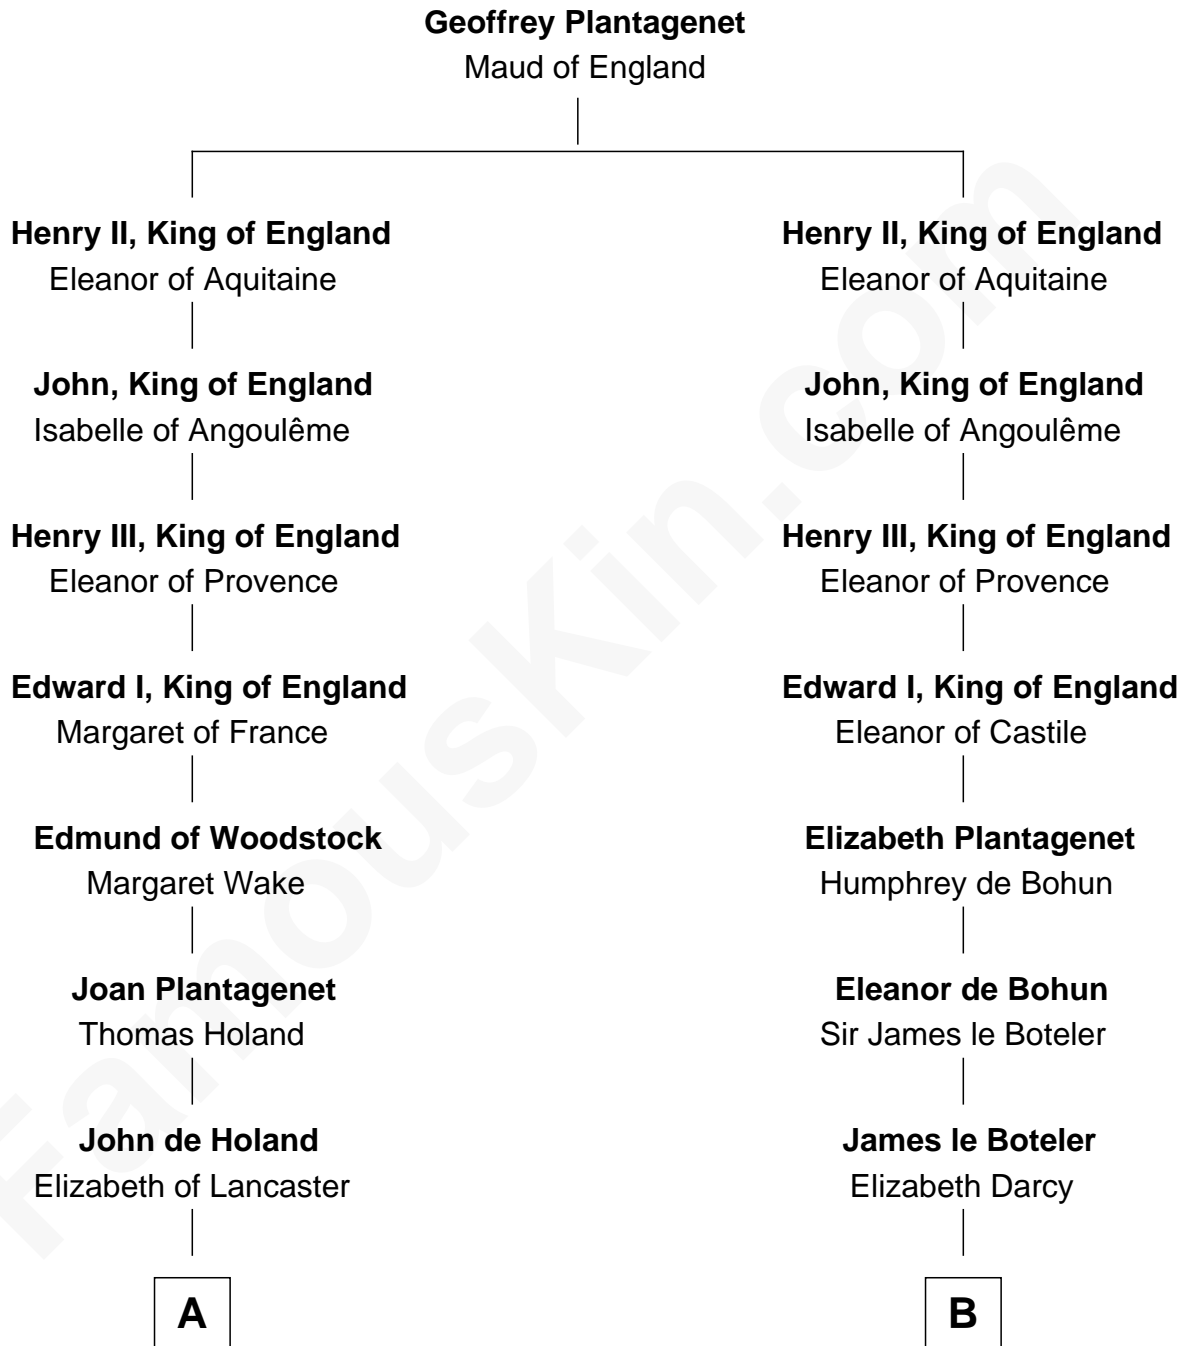 Geoffrey Plantagenet
Maud of England
Henry II, King of England
Eleanor of Aquitaine
John, King of England
Isabelle of Angoulême
Henry III, King of England
Eleanor of Provence
Edward I, King of England
Margaret of France
Edmund of Woodstock
Margaret Wake
Joan Plantagenet
Thomas Holand
John de Holand
Elizabeth of Lancaster
A
Henry II, King of England
Eleanor of Aquitaine
John, King of England
Isabelle of Angoulême
Henry III, King of England
Eleanor of Provence
Edward I, King of England
Eleanor of Castile
Elizabeth Plantagenet
Humphrey de Bohun
Eleanor de Bohun
Sir James le Boteler
James le Boteler
Elizabeth Darcy
B
FamousKin.com